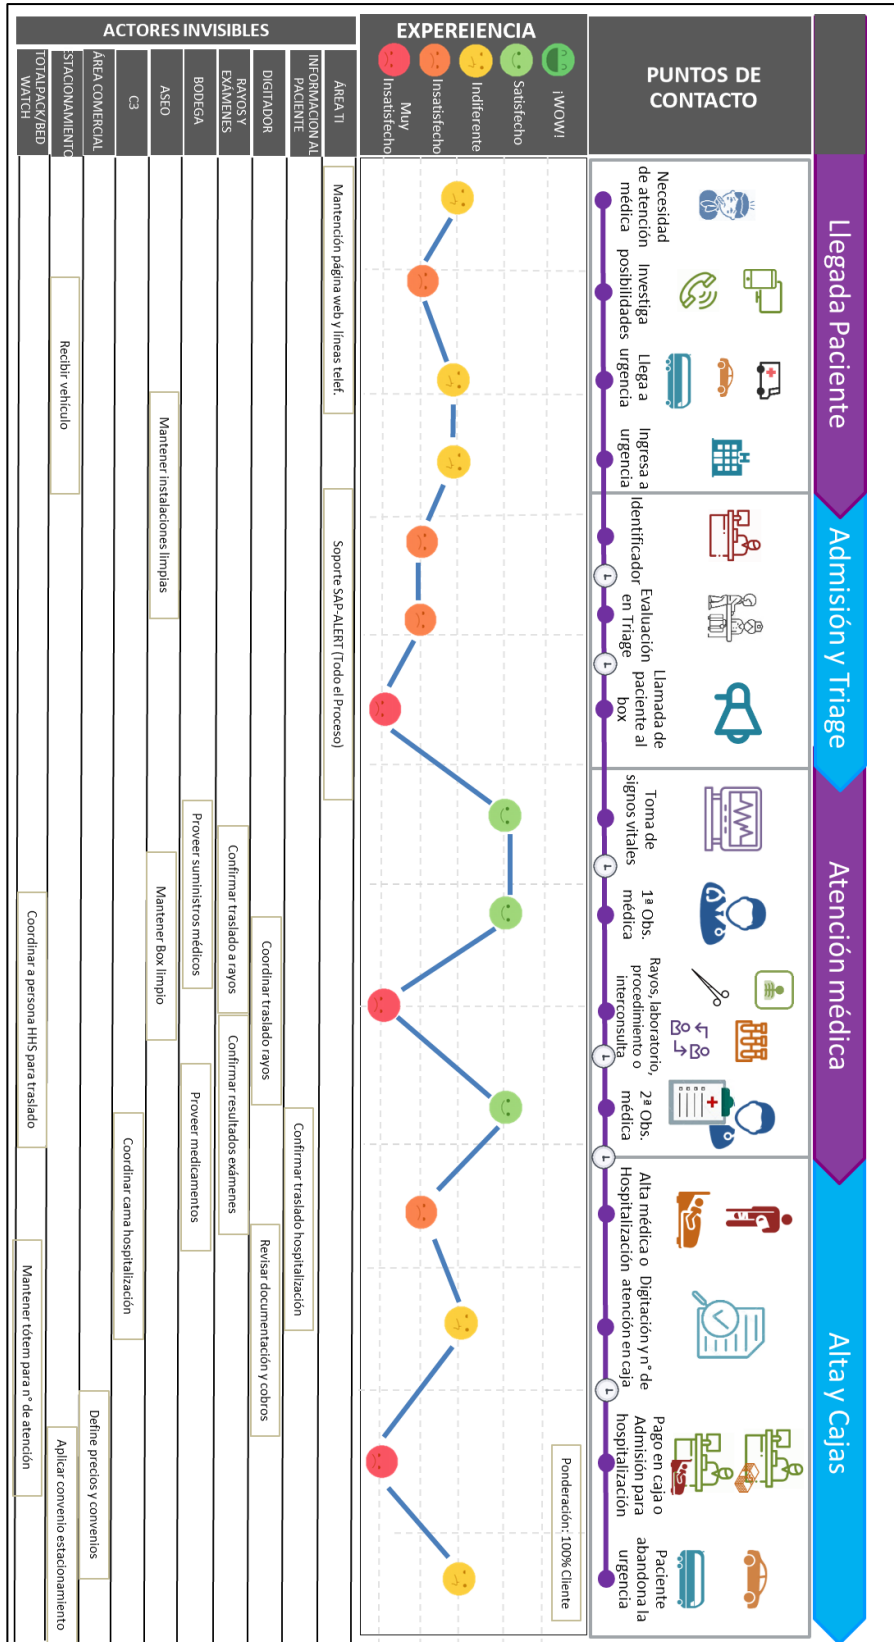 Llegada Paciente
Admisión y Triage
Atención médica
Alta y Cajas
PUNTOS DE
CONTACTO
Necesidad
de atención
médica
Investiga
posibilidades
Llega a
urgencia
Ingresa a
urgencia
Identificador
Evaluación
en Triage
Llamada de
paciente al
box
Toma de
signos vitales
1ª Obs.
médica
Rayos, laboratorio,
procedimiento o
interconsulta
2ª Obs.
médica
Alta médica o
Hospitalización
Digitación y n° de
atención en caja
Pago en caja o
Admisión para
hospitalización
Paciente
abandona la
urgencia
EXPEREIENCIA
¡WOW!
Satisfecho
Indiferente
Insatisfecho
Muy
Insatisfecho
Ponderación: 100% Cliente
ACTORES INVISIBLES
ÁREA TI
Mantención página web y líneas telef.
Soporte SAP-ALERT (Todo el Proceso)
INFORMACION AL
PACIENTE
Confirmar traslado hospitalización
DIGITADOR
Coordinar traslado rayos
Revisar documentación y cobros
RAYOS Y
EXÁMENES
Confirmar traslado a rayos
Confirmar resultados exámenes
BODEGA
Proveer suministros médicos
Proveer medicamentos
ASEO
Mantener instalaciones limpias
Mantener Box limpio
C3
Coordinar cama hospitalización
ÁREA COMERCIAL
Define precios y convenios
ESTACIONAMIENTO
Recibir vehículo
Aplicar convenio estacionamiento
TOTALPACK/BED
WATCH
Coordinar a persona HHS para traslado
Mantener tótem para n° de atención